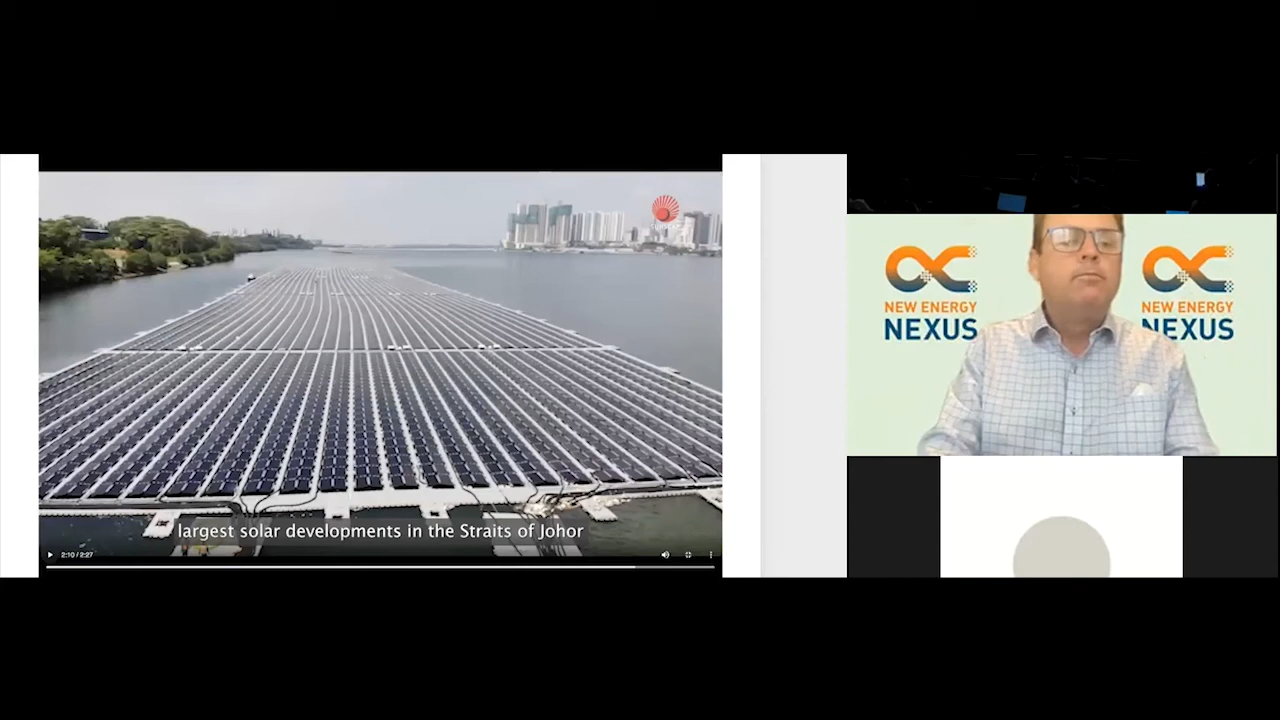 largest solar developments in the Straits of Johor
2:10 / 2:27
NEW ENERGY
NEXUS
NEW ENERGY
NEXUS